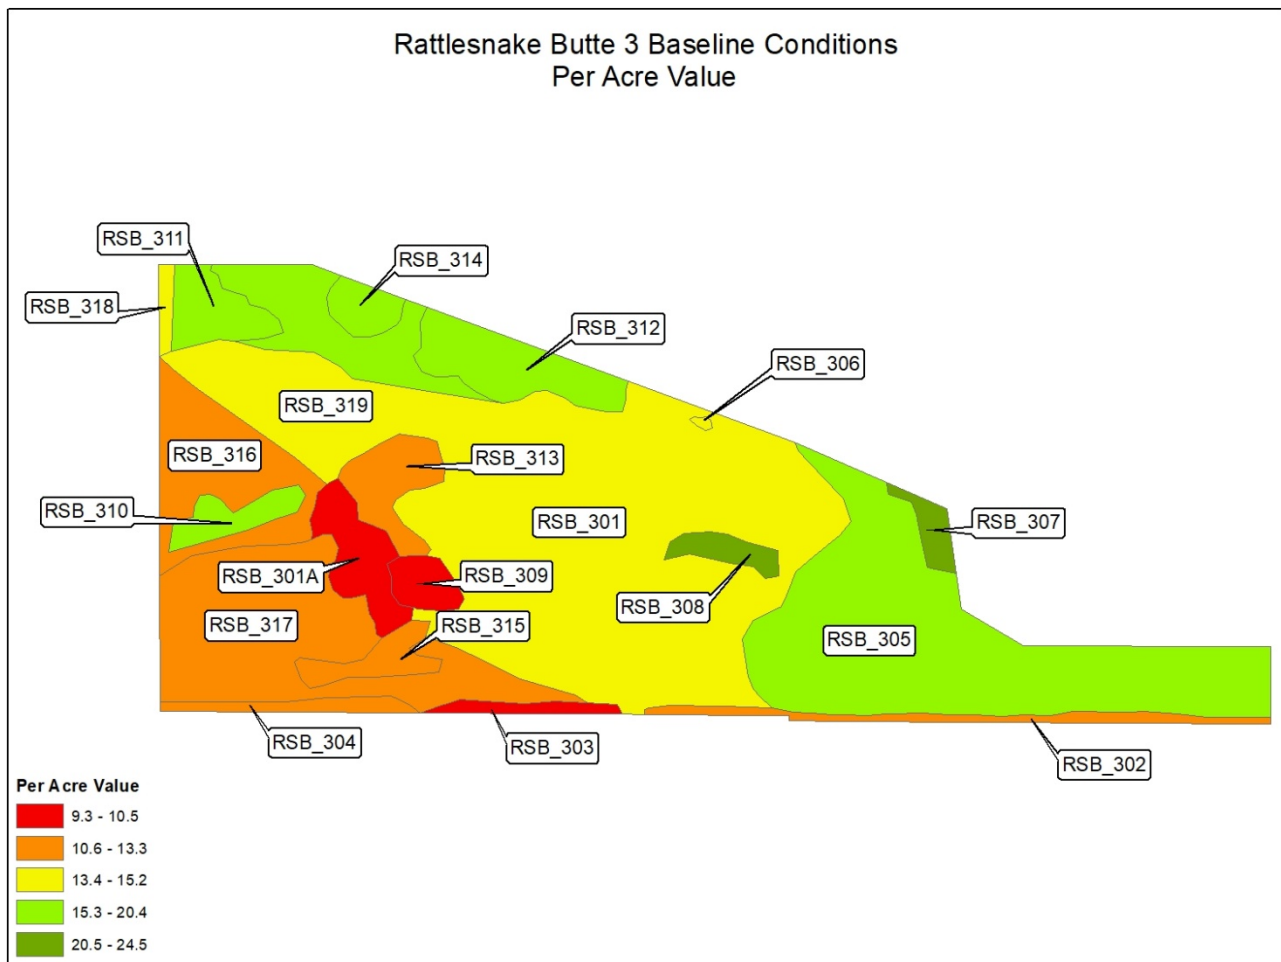 Rattlesnake Butte 3 Baseline Conditions
Per Acre Value
RSB_311
RSB_314
RSB_318
RSB_312
RSB_306
RSB_319
RSB_316
RSB_313
RSB_310
RSB_301
RSB_307
RSB_301A
RSB_309
RSB_308
RSB_317
RSB_315
RSB_305
RSB_304
RSB_303
RSB_302
Per Acre Value
9.3 - 10.5
10.6 - 13.3
13.4 - 15.2
15.3 - 20.4
20.5 - 24.5